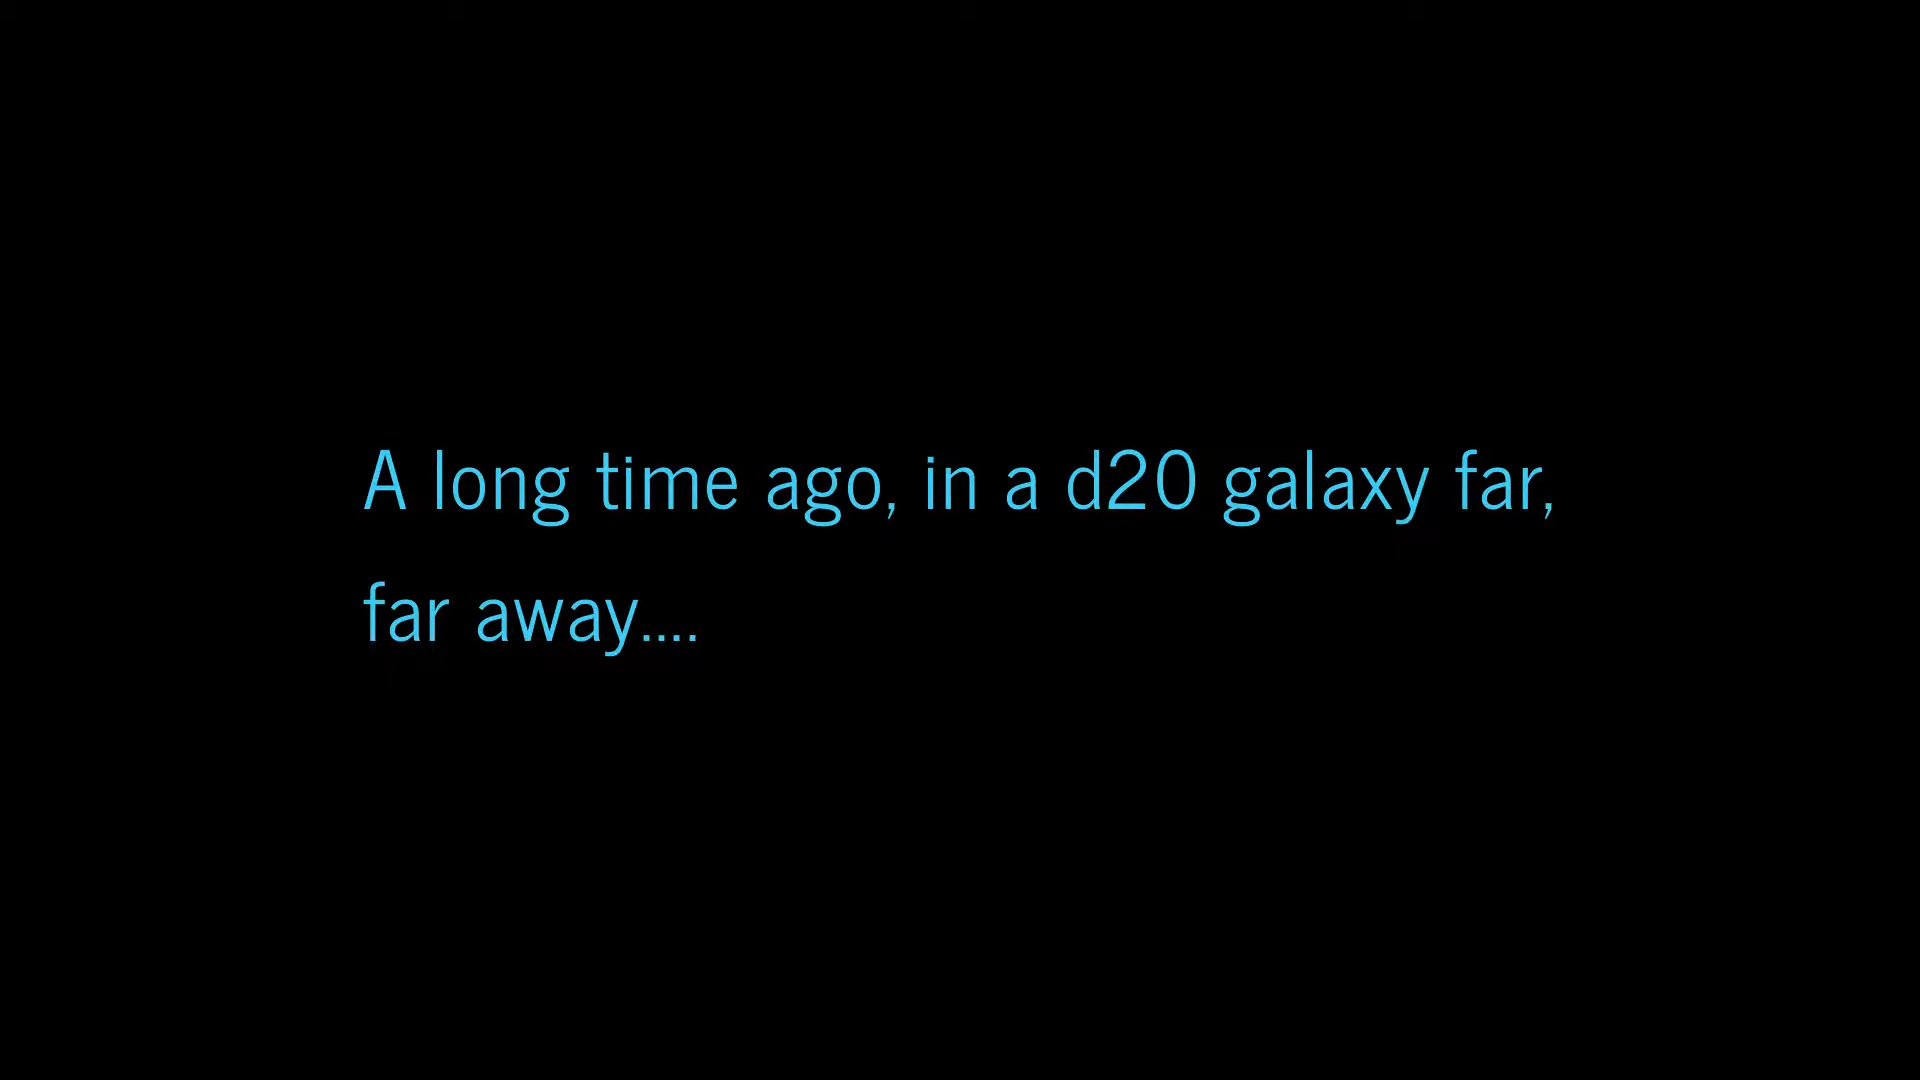 A long time ago, in a d20 galaxy far,
far away....